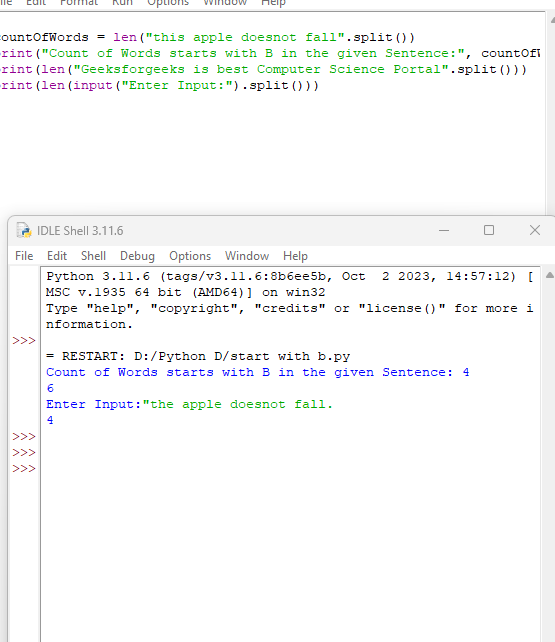 ile Edit Format Run Options Window Help
countOfWords = len("this apple doesnot fall".split())
print("Count of Words starts with B in the given Sentence:", countOfW
print(len("Geeksforgeeks is best Computer Science Portal".split()))
print(len(input("Enter Input:").split()))
IDLE Shell 3.11.6
File Edit Shell Debug Options Window Help
Python 3.11.6 (tags/v3.11.6:8b6ee5b, Oct  2 2023, 14:57:12) [
MSC v.1935 64 bit (AMD64)] on win32
Type "help", "copyright", "credits" or "license()" for more i
nformation.
>>>
= RESTART: D:/Python D/start with b.py
Count of Words starts with B in the given Sentence: 4
6
Enter Input:"the apple doesnot fall.
4
>>>
>>>
>>>